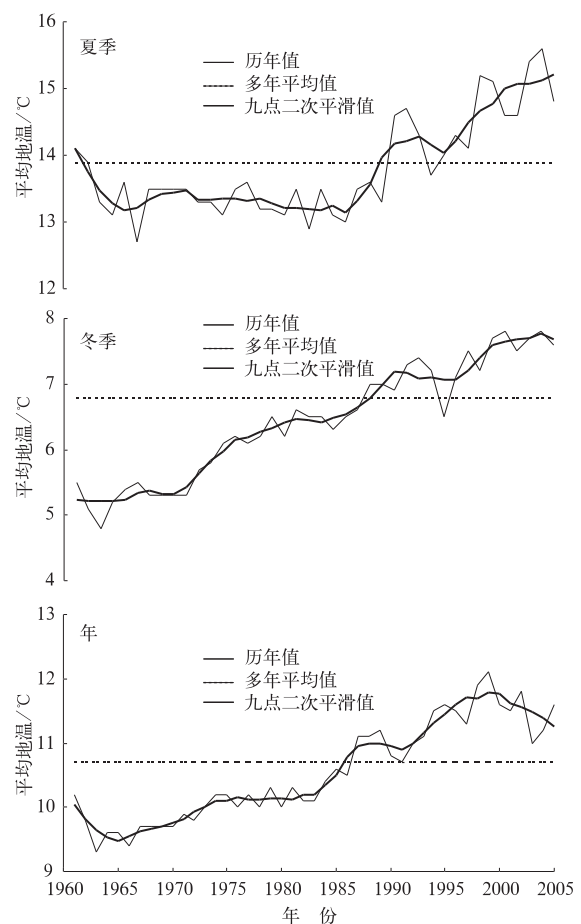 16
夏季
历年值
多年平均值
九点二次平滑值
15
14
13
12
平均地温/℃
8
冬季
历年值
多年平均值
九点二次平滑值
7
6
5
4
平均地温/℃
13
年
历年值
多年平均值
九点二次平滑值
12
11
10
9
平均地温/℃
1960 1965 1970 1975 1980 1985 1990 1995 2000 2005
年 份